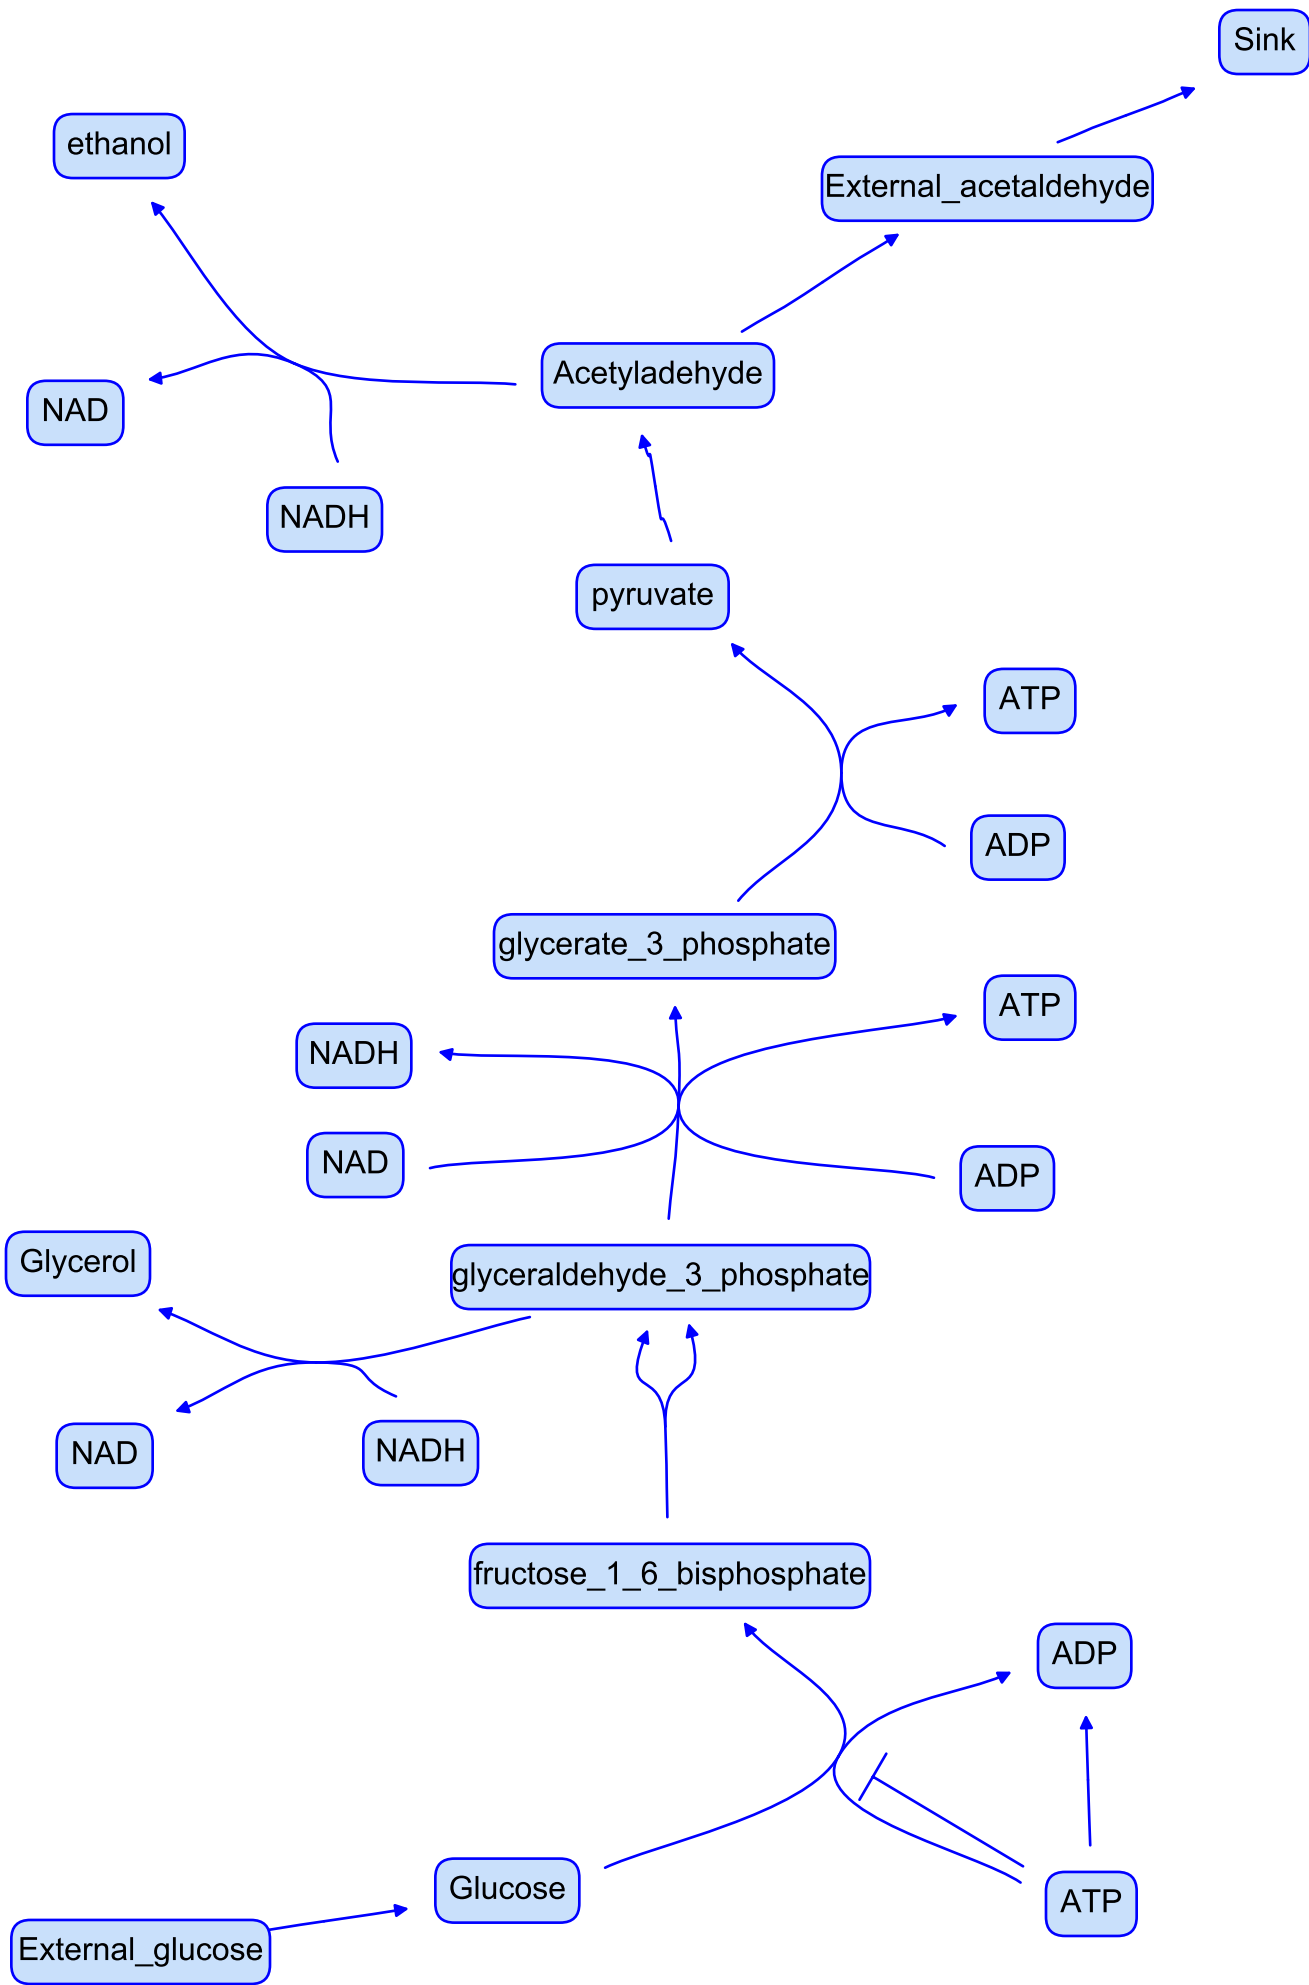 Sink
ethanol
External_acetaldehyde
Acetyladehyde
NAD
NADH
pyruvate
ATP
ADP
glycerate_3_phosphate
ATP
NADH
NAD
ADP
Glycerol
glyceraldehyde_3_phosphate
NAD
NADH
fructose_1_6_bisphosphate
ADP
Glucose
ATP
External_glucose